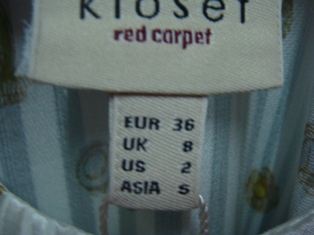 kloset
red carpet
EUR 36
UK 8
US 2
ASIA S